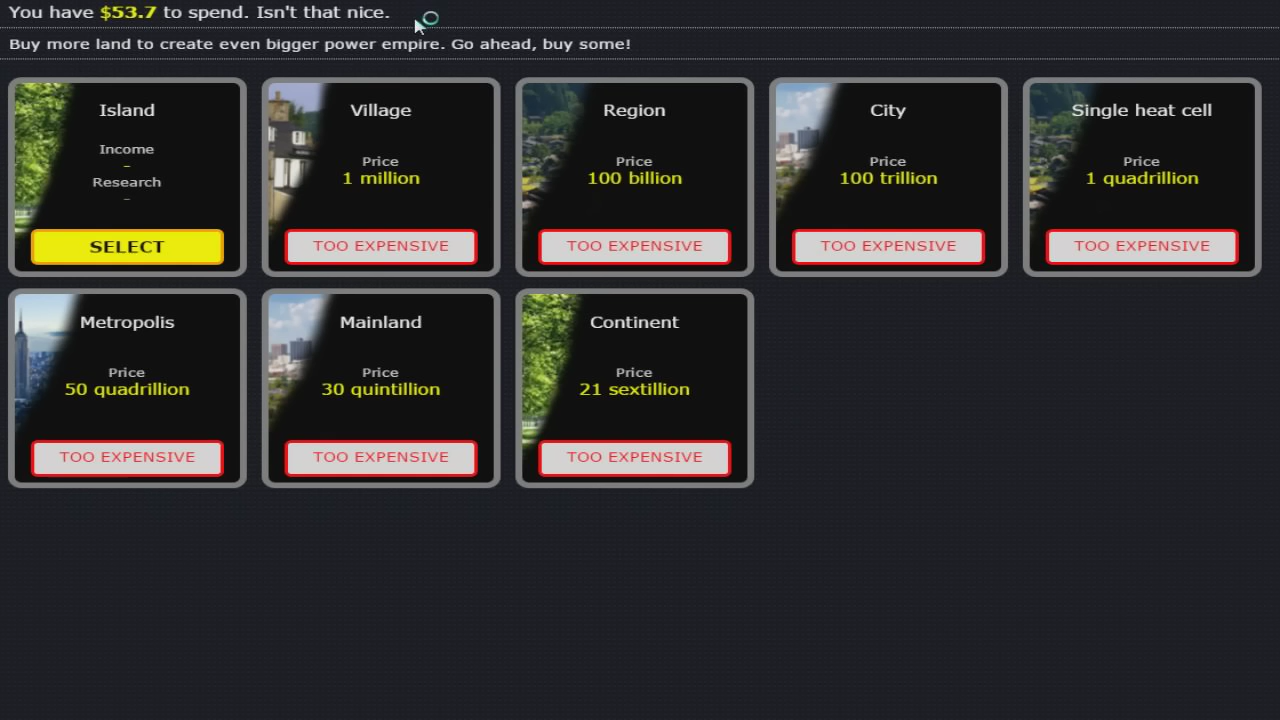 You have $53.7 to spend. Isn't that nice.
Buy more land to create even bigger power empire. Go ahead, buy some!
Island
Income
-
Research
-
SELECT
Village
Price
1 million
TOO EXPENSIVE
Region
Price
100 billion
TOO EXPENSIVE
City
Price
100 trillion
TOO EXPENSIVE
Single heat cell
Price
1 quadrillion
TOO EXPENSIVE
Metropolis
Price
50 quadrillion
TOO EXPENSIVE
Mainland
Price
30 quintillion
TOO EXPENSIVE
Continent
Price
21 sextillion
TOO EXPENSIVE